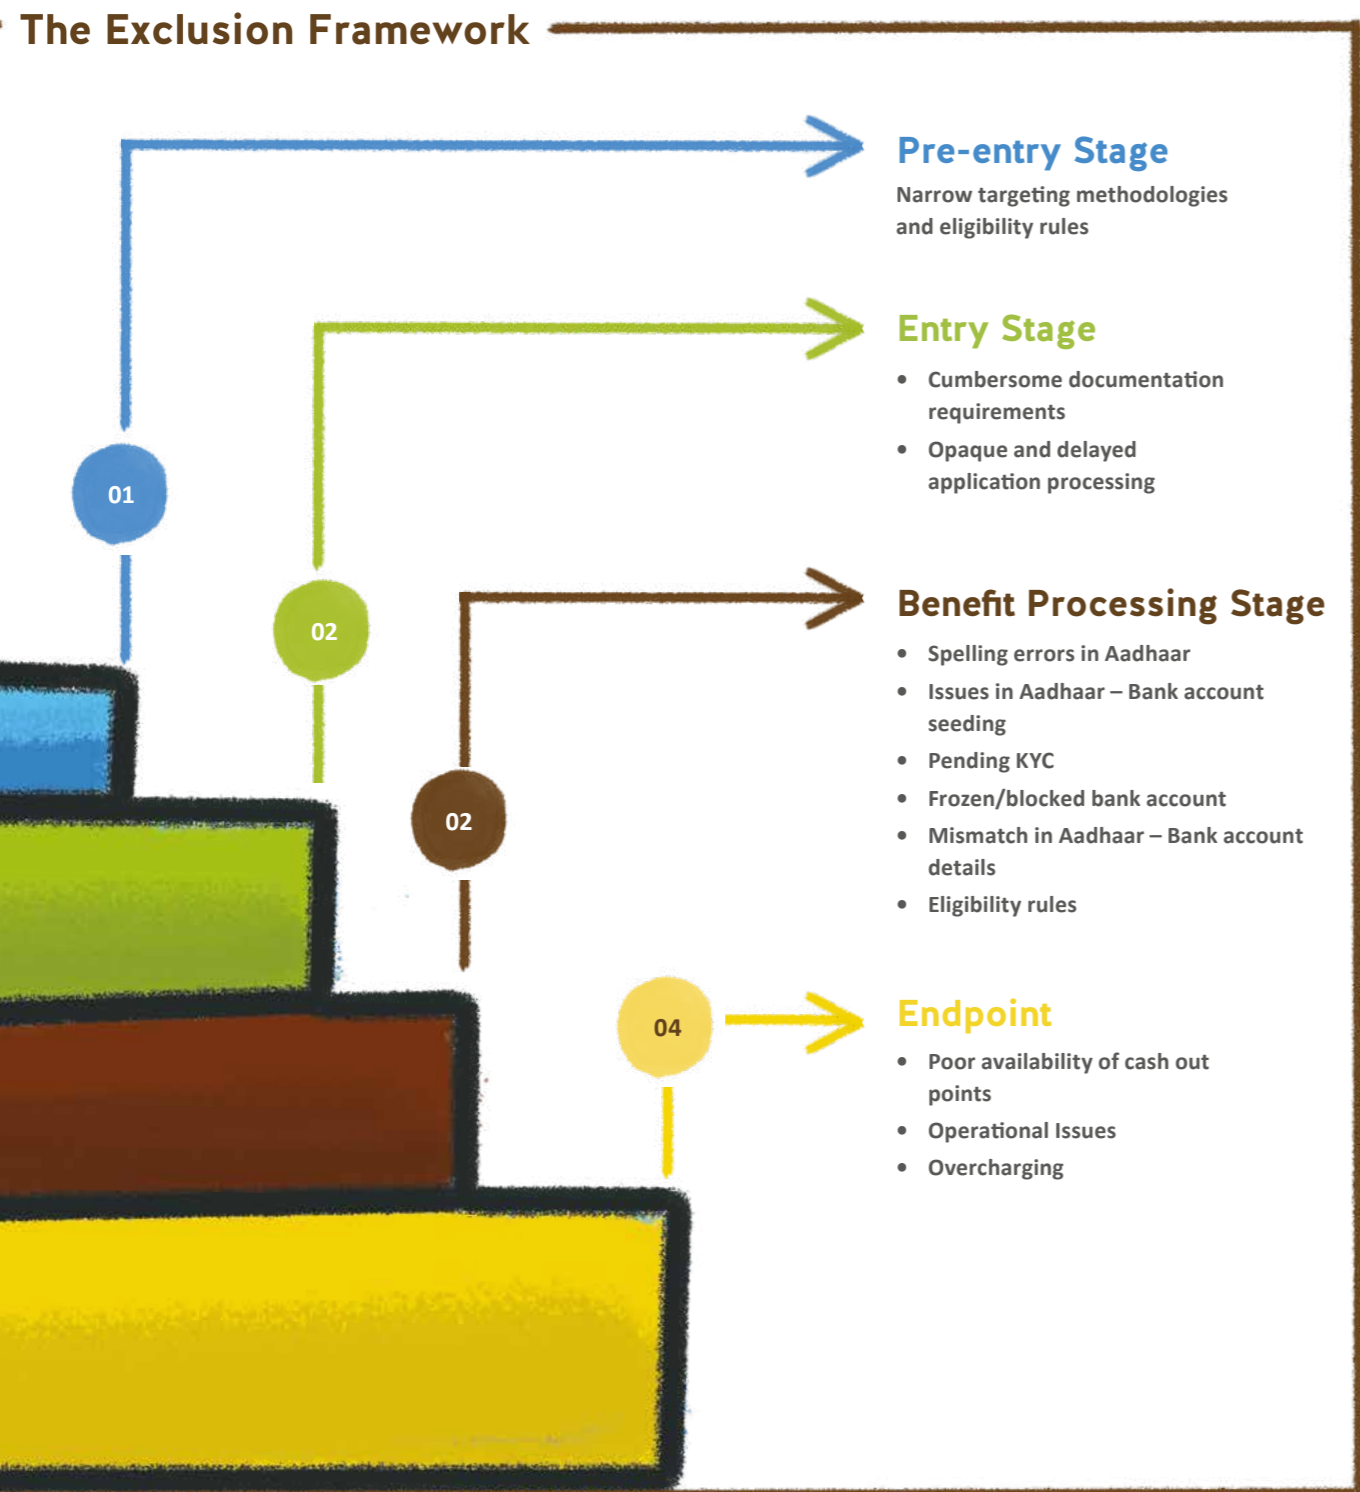 The Exclusion Framework
01
Pre-entry Stage
Narrow targeting methodologies
and eligibility rules
02
Entry Stage
• Cumbersome documentation
requirements
• Opaque and delayed
application processing
02
Benefit Processing Stage
• Spelling errors in Aadhaar
• Issues in Aadhaar – Bank account
seeding
• Pending KYC
• Frozen/blocked bank account
• Mismatch in Aadhaar – Bank account
details
• Eligibility rules
04
Endpoint
• Poor availability of cash out
points
• Operational Issues
• Overcharging